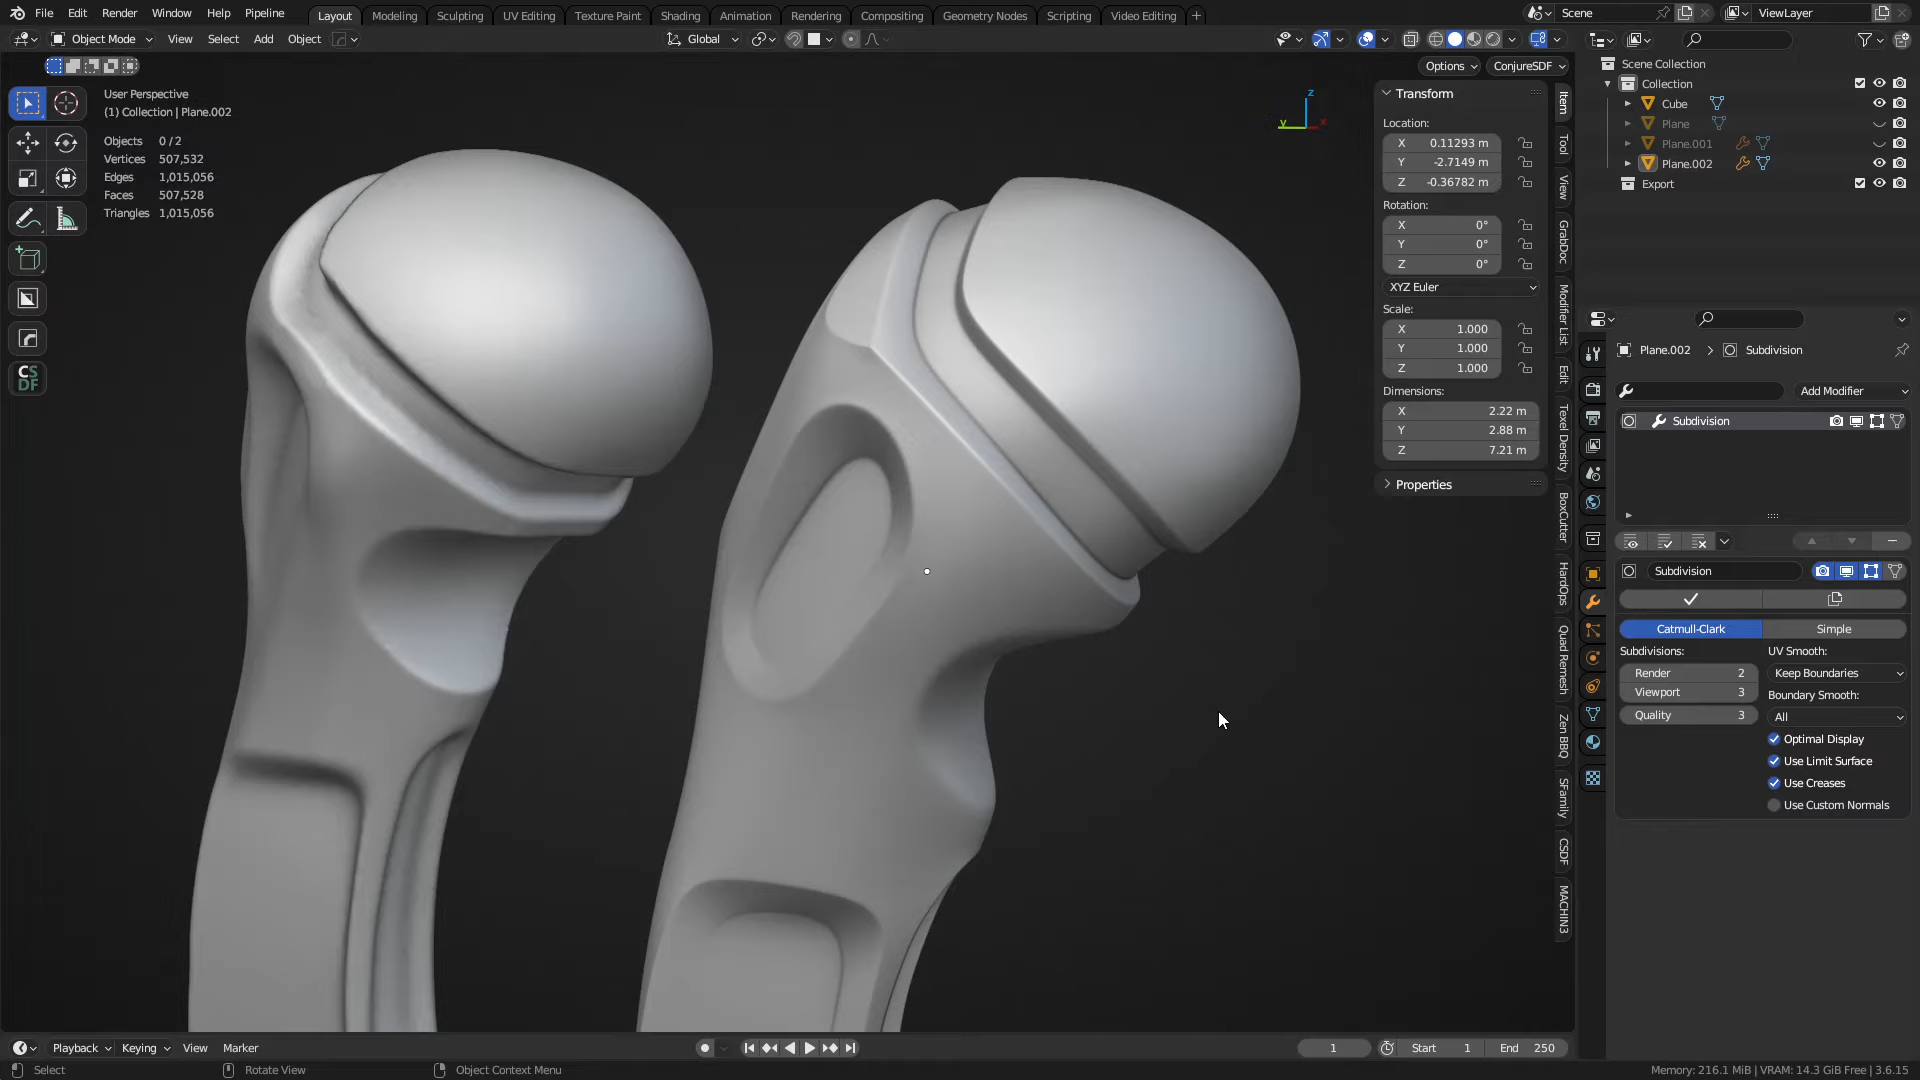 File Edit Render Window Help Pipeline Layout Modeling Sculpting UV Editing Texture Paint Shading Animation Rendering Compositing Geometry Nodes Scripting Video Editing + Scene ViewLayer
Object Mode View Select Add Object Global
Options ConjureSDF
User Perspective
(1) Collection | Plane.002
Objects 0 / 2
Vertices 507,532
Edges 1,015,056
Faces 507,528
Triangles 1,015,056
CS
DF
Z
Y
X
Transform
Location:
X 0.11293 m
Y -2.7149 m
Z -0.36782 m
Rotation:
X 0°
Y 0°
Z 0°
XYZ Euler
Scale:
X 1.000
Y 1.000
Z 1.000
Dimensions:
X 2.22 m
Y 2.88 m
Z 7.21 m
Properties
Item
Tool
View
GrabDoc
Modifier List
Edit
Texel Density
BoxCutter
HardOps
Quad Remesh
Zen BBQ
SFamily
CSDF
MACHIN3
Scene Collection
Collection
Cube
Plane
Plane.001
Plane.002
Export
Plane.002 > Subdivision
Add Modifier
Subdivision
Subdivision
Catmull-Clark Simple
Subdivisions: UV Smooth:
Render 2 Keep Boundaries
Viewport 3 Boundary Smooth:
Quality 3 All
Optimal Display
Use Limit Surface
Use Creases
Use Custom Normals
Playback Keying View Marker 1 Start 1 End 250
Select Rotate View Object Context Menu Memory: 216.1 MiB | VRAM: 14.3 GiB Free | 3.6.15